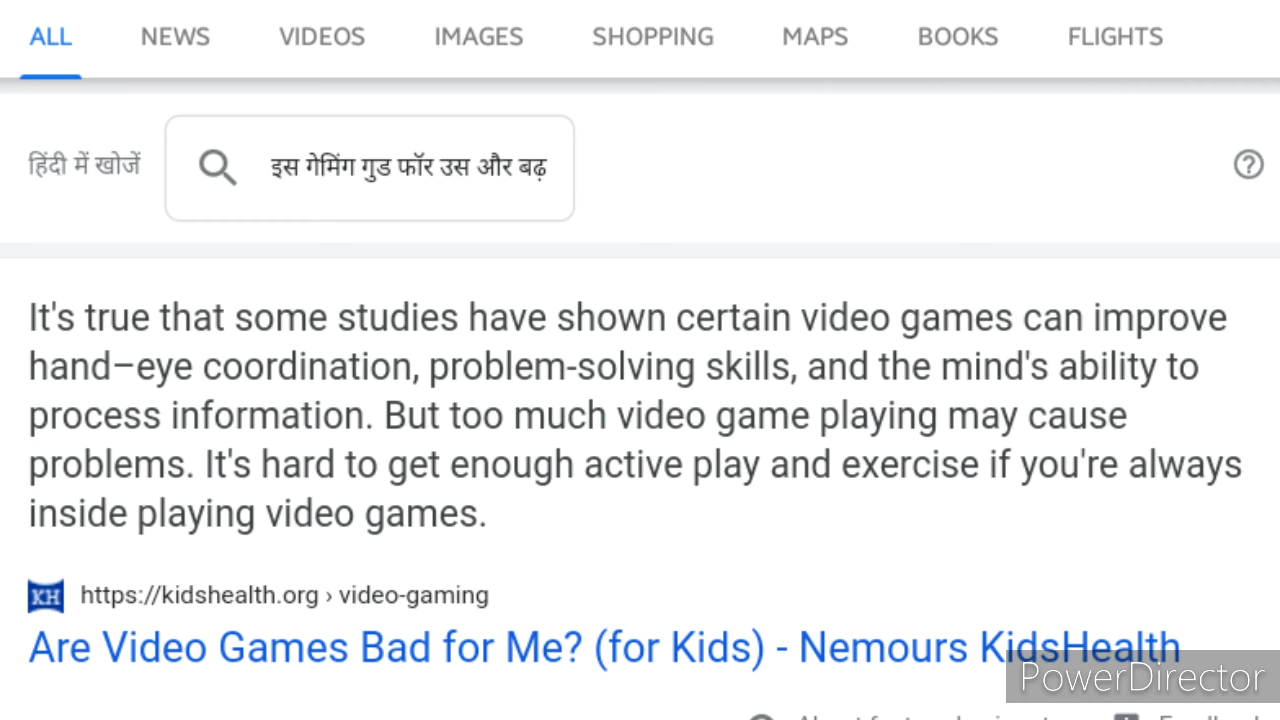 ALL NEWS VIDEOS IMAGES SHOPPING MAPS BOOKS FLIGHTS
हिंदी में खोजें इस गेमिंग गुड फॉर उस और बढ़
It's true that some studies have shown certain video games can improve
hand–eye coordination, problem-solving skills, and the mind's ability to
process information. But too much video game playing may cause
problems. It's hard to get enough active play and exercise if you're always
inside playing video games.
KH https://kidshealth.org › video-gaming
Are Video Games Bad for Me? (for Kids) - Nemours KidsHealth
PowerDirector